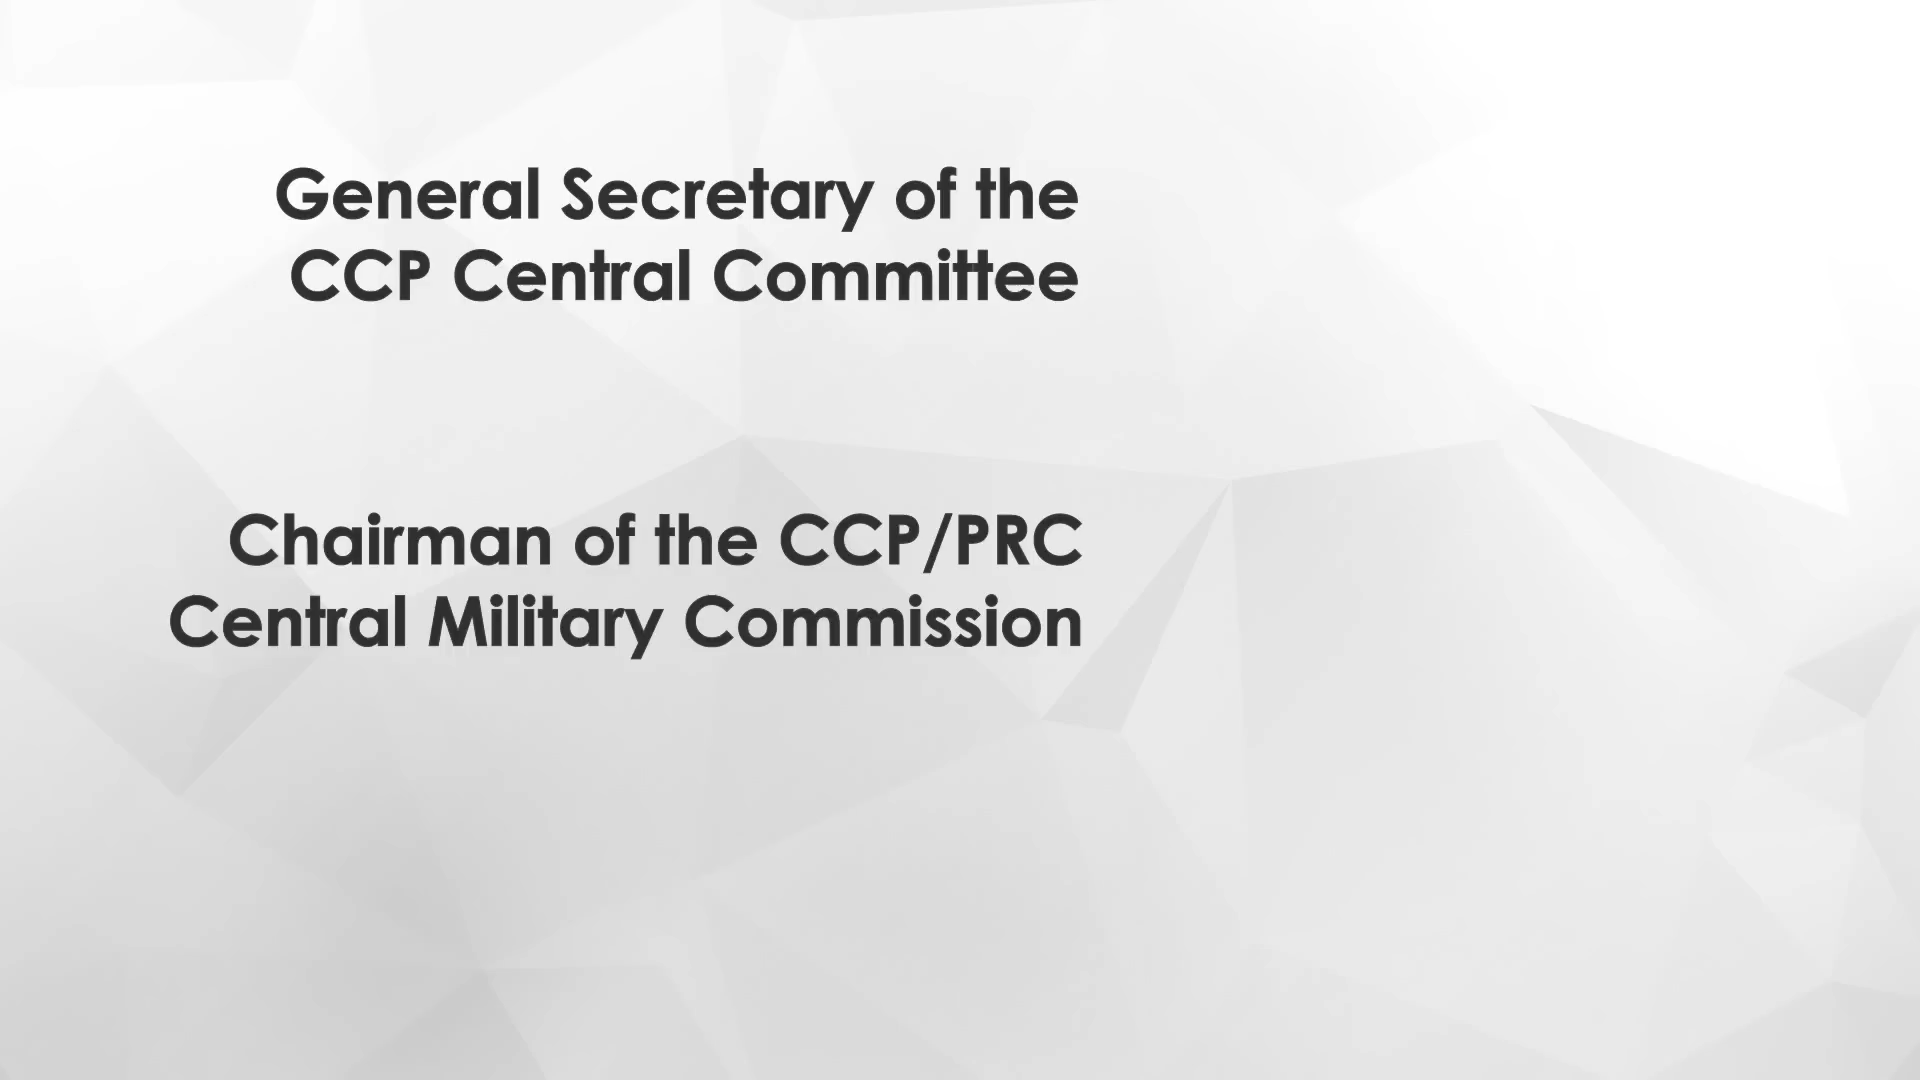 General Secretary of the
CCP Central Committee
Chairman of the CCP/PRC
Central Military Commission